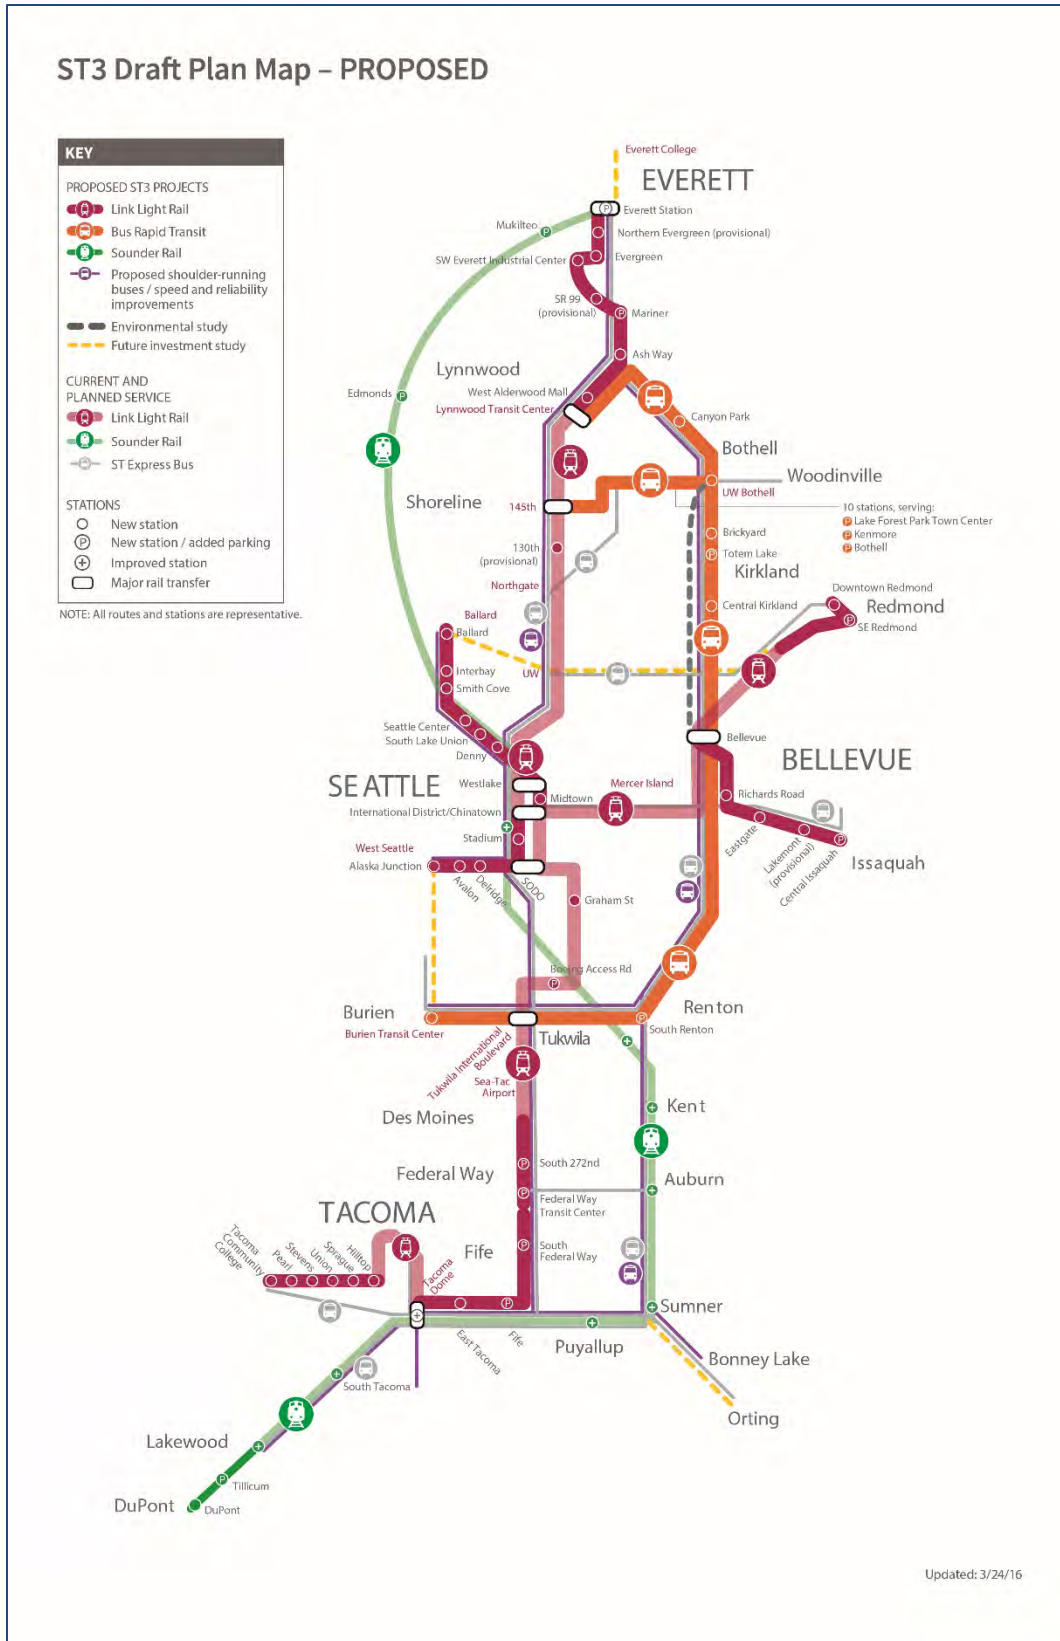 ST3 Draft Plan Map – PROPOSED
KEY
PROPOSED ST3 PROJECTS
Link Light Rail
Bus Rapid Transit
Sounder Rail
Proposed shoulder-running
buses / speed and reliability
improvements
Environmental study
Future investment study
CURRENT AND
PLANNED SERVICE
Link Light Rail
Sounder Rail
ST Express Bus
STATIONS
New station
P New station / added parking
Improved station
Major rail transfer
NOTE: All routes and stations are representative.
Everett College
EVERETT
Everett Station
Mukilteo
Northern Evergreen (provisional)
SW Everett Industrial Center
Evergreen
SR 99
(provisional)
Mariner
Ash Way
Lynnwood
Edmonds
West Alderwood Mall
Lynnwood Transit Center
Canyon Park
Bothell
Woodinville
UW Bothell
Shoreline
145th
10 stations, serving:
P Lake Forest Park Town Center
P Kenmore
P Bothell
130th
(provisional)
Brickyard
Totem Lake
Kirkland
Northgate
Downtown Redmond
Redmond
SE Redmond
Central Kirkland
Ballard
Ballard
Interbay
UW
Smith Cove
Seattle Center
South Lake Union
Denny
Bellevue
BELLEVUE
SEATTLE
Westlake
Mercer Island
Midtown
Richards Road
International District/Chinatown
Stadium
Eastgate
Lakemont
(provisional)
Central Issaquah
Issaquah
West Seattle
Alaska Junction
Avalon
Delridge
SODO
Graham St
Boeing Access Rd
Burien
Burien Transit Center
Renton
South Renton
Tukwila International
Boulevard
Tukwila
Sea-Tac
Airport
Des Moines
Kent
South 272nd
Federal Way
Federal Way
Transit Center
Auburn
TACOMA
Fife
South
Federal Way
Tacoma
Community
College
Pearl
Stevens
Union
Sprague
Hilltop
Tacoma
Dome
East Tacoma
Fife
Sumner
Puyallup
Bonney Lake
South Tacoma
Orting
Lakewood
Tillicum
DuPont
DuPont
Updated: 3/24/16